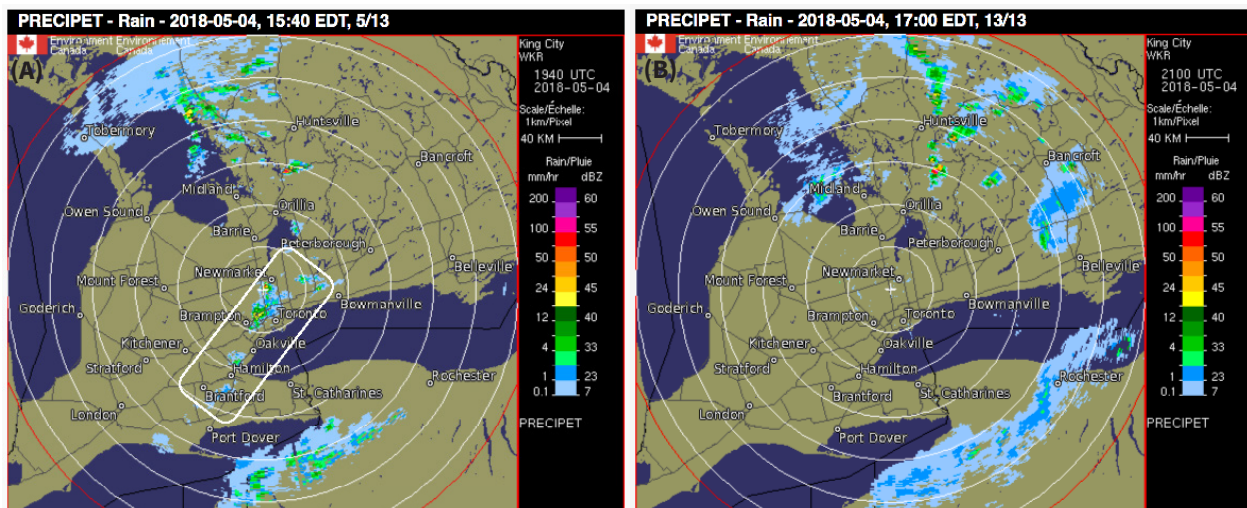 PRECIPET - Rain - 2018-05-04, 15:40 EDT, 5/13
Environment Environnement
Canada Canada
(A)
King City
WKR
1940 UTC
2018-05-04
Scale/Échelle:
1km/Pixel
40 KM
Rain/Pluie
mm/hr dBZ
200 60
100 55
50 50
24 45
12 40
4 33
1 23
0.1 7
PRECIPET
Tobermory
Huntsville
Bancroft
Midland
Owen Sound
Orillia
Barrie
Peterborough
Belleville
Mount Forest
Newmarket
Goderich
Bowmanville
Brampton
Toronto
Kitchener
Oakville
Stratford
Hamilton
Rochester
Brantford
St. Catharines
London
Port Dover
PRECIPET - Rain - 2018-05-04, 17:00 EDT, 13/13
Environment Environnement
Canada Canada
(B)
King City
WKR
2100 UTC
2018-05-04
Scale/Échelle:
1km/Pixel
40 KM
Rain/Pluie
mm/hr dBZ
200 60
100 55
50 50
24 45
12 40
4 33
1 23
0.1 7
PRECIPET
Tobermory
Huntsville
Bancroft
Midland
Owen Sound
Orillia
Barrie
Peterborough
Belleville
Mount Forest
Newmarket
Goderich
Bowmanville
Brampton
Toronto
Kitchener
Oakville
Stratford
Hamilton
Rochester
Brantford
St. Catharines
London
Port Dover